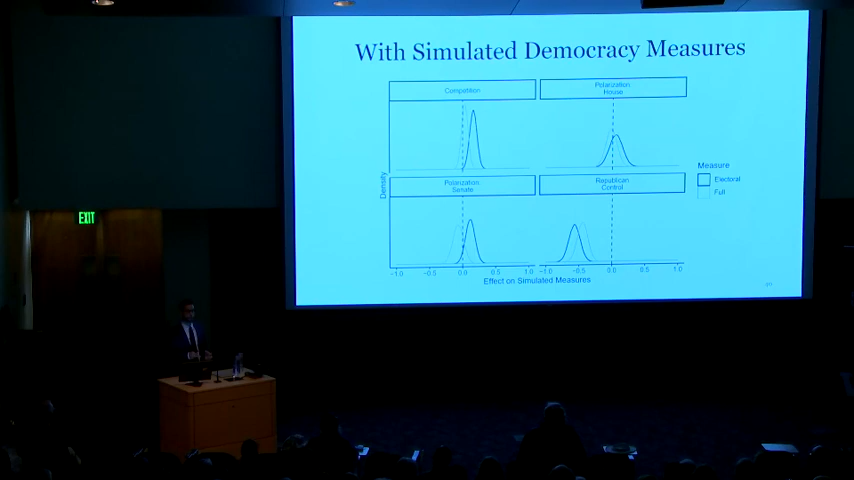 With Simulated Democracy Measures
Competition
Polarization
House
Measure
Electoral
Full
Density
Polarization
Senate
Republican
Control
EXIT
-1.0 -0.5 0.0 0.5 1.0 -1.0 -0.5 0.0 0.5 1.0
Effect on Simulated Measures